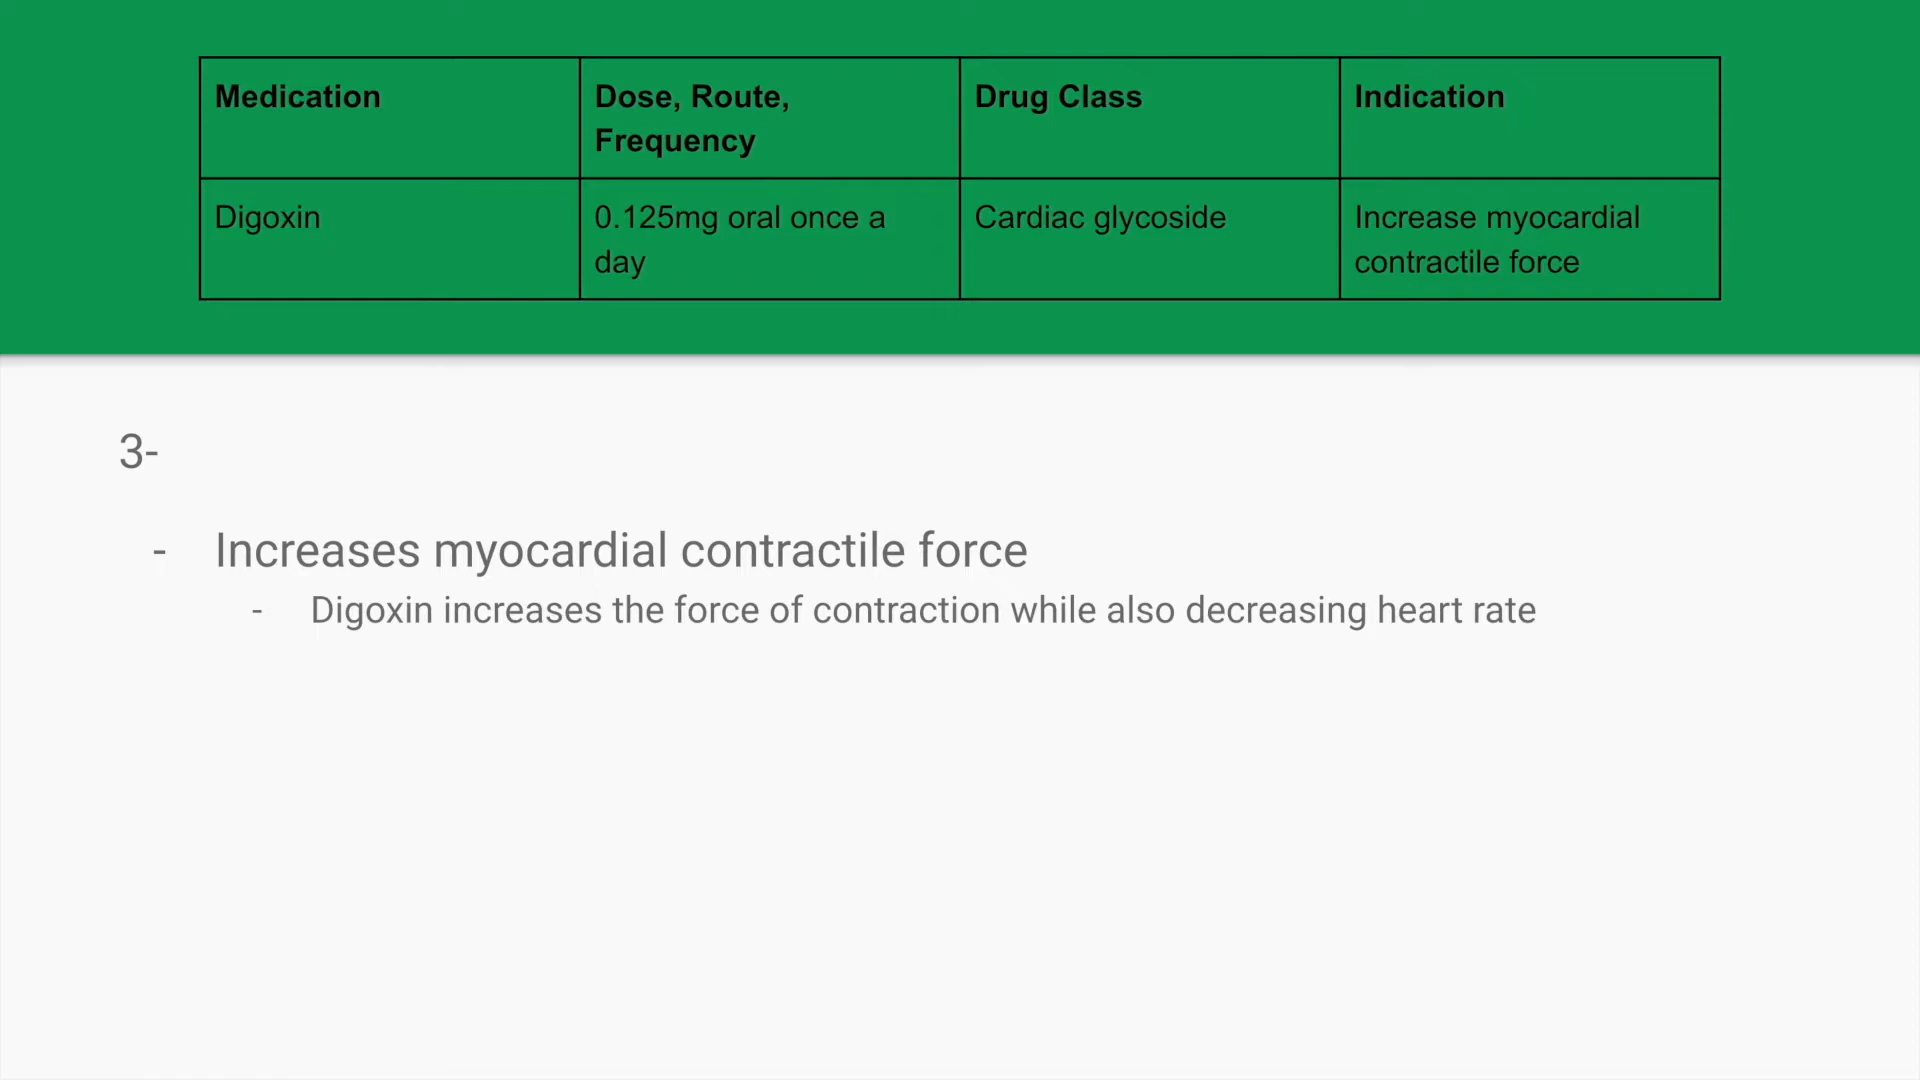 Medication
Dose, Route,
Frequency
Drug Class
Indication
Digoxin
0.125mg oral once a
day
Cardiac glycoside
Increase myocardial
contractile force
3-
- Increases myocardial contractile force
- Digoxin increases the force of contraction while also decreasing heart rate